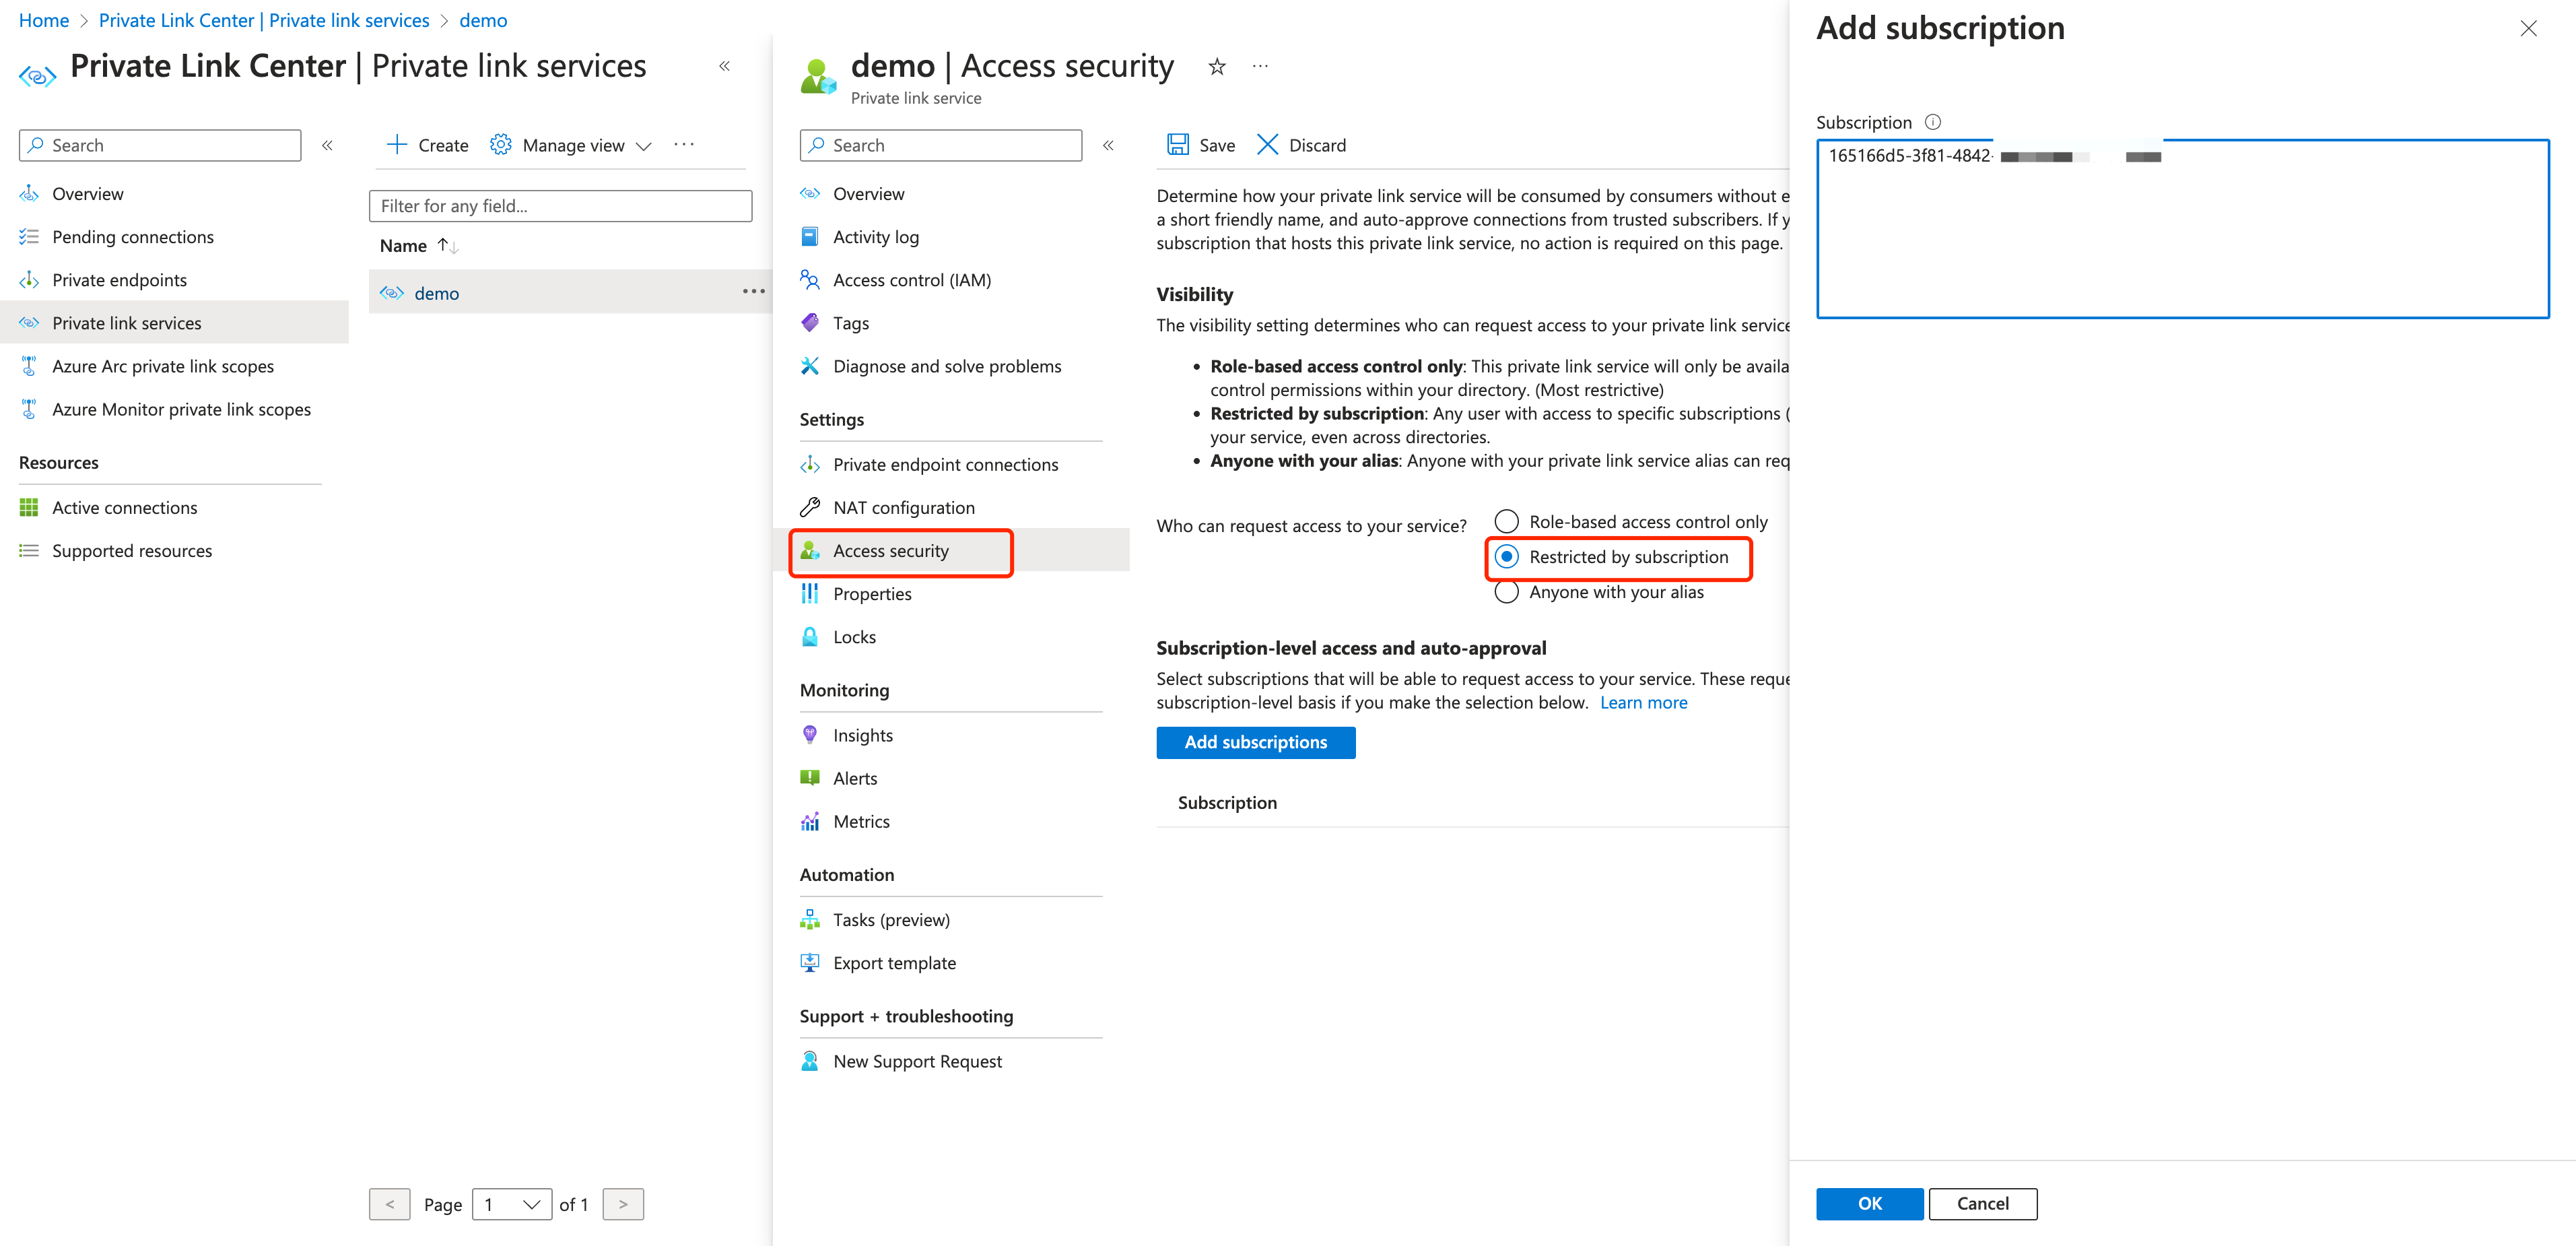 Home > Private Link Center | Private link services > demo
Private Link Center | Private link services
Search
Overview
Pending connections
Private endpoints
Private link services
Azure Arc private link scopes
Azure Monitor private link scopes
Resources
Active connections
Supported resources
Create
Manage view
Filter for any field...
Name
demo
< Page 1 of 1 >
demo | Access security
Private link service
Search
Overview
Activity log
Access control (IAM)
Tags
Diagnose and solve problems
Settings
Private endpoint connections
NAT configuration
Access security
Properties
Locks
Monitoring
Insights
Alerts
Metrics
Automation
Tasks (preview)
Export template
Support + troubleshooting
New Support Request
Save
Discard
Determine how your private link service will be consumed by consumers without e
a short friendly name, and auto-approve connections from trusted subscribers. If y
subscription that hosts this private link service, no action is required on this page.
Visibility
The visibility setting determines who can request access to your private link service
• Role-based access control only: This private link service will only be availa
control permissions within your directory. (Most restrictive)
• Restricted by subscription: Any user with access to specific subscriptions (
your service, even across directories.
• Anyone with your alias: Anyone with your private link service alias can req
Who can request access to your service?
Role-based access control only
Restricted by subscription
Anyone with your alias
Subscription-level access and auto-approval
Select subscriptions that will be able to request access to your service. These reque
subscription-level basis if you make the selection below. Learn more
Add subscriptions
Subscription
Add subscription
Subscription
165166d5-3f81-4842-
OK
Cancel